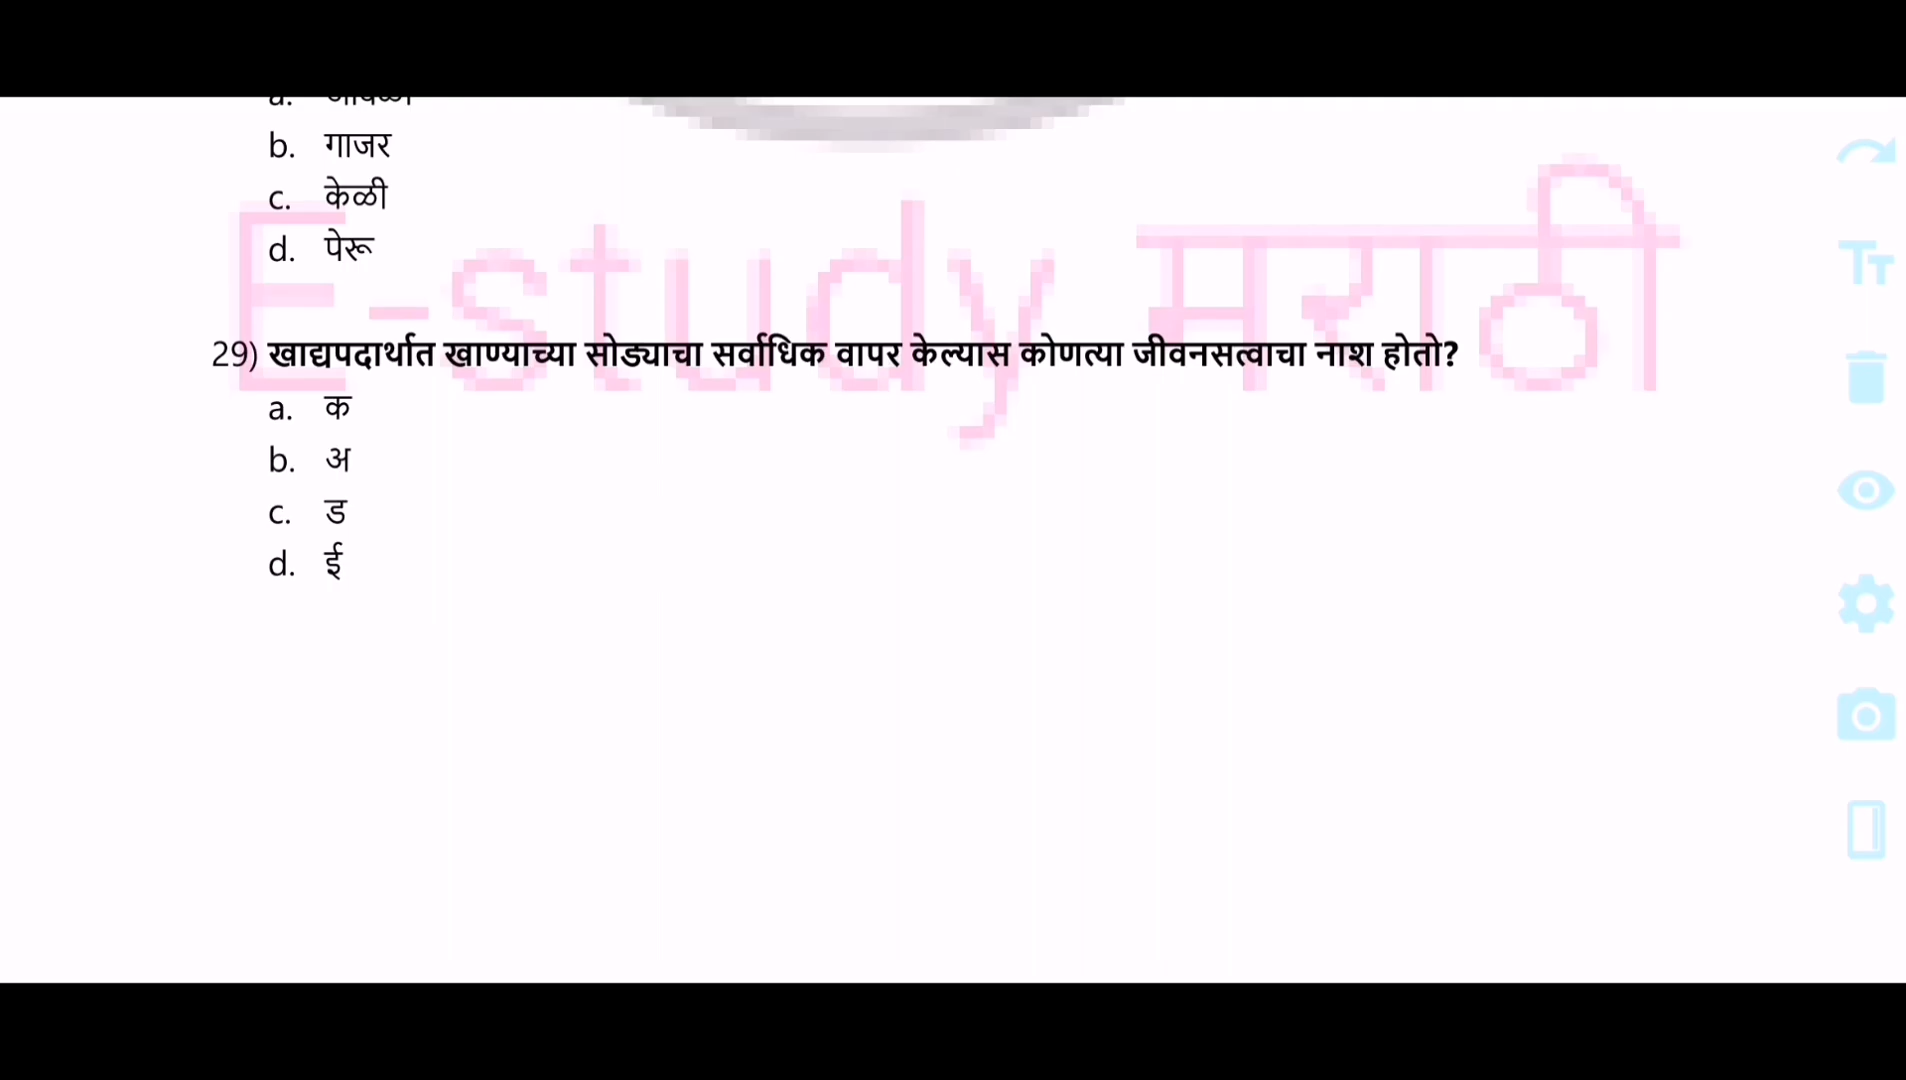 b. गाजर
c. केळी
d. पेरू
E-study मराठी
29) खाद्यपदार्थात खाण्याच्या सोड्याचा सर्वाधिक वापर केल्यास कोणत्या जीवनसत्वाचा नाश होतो?
a. क
b. अ
c. ड
d. ई